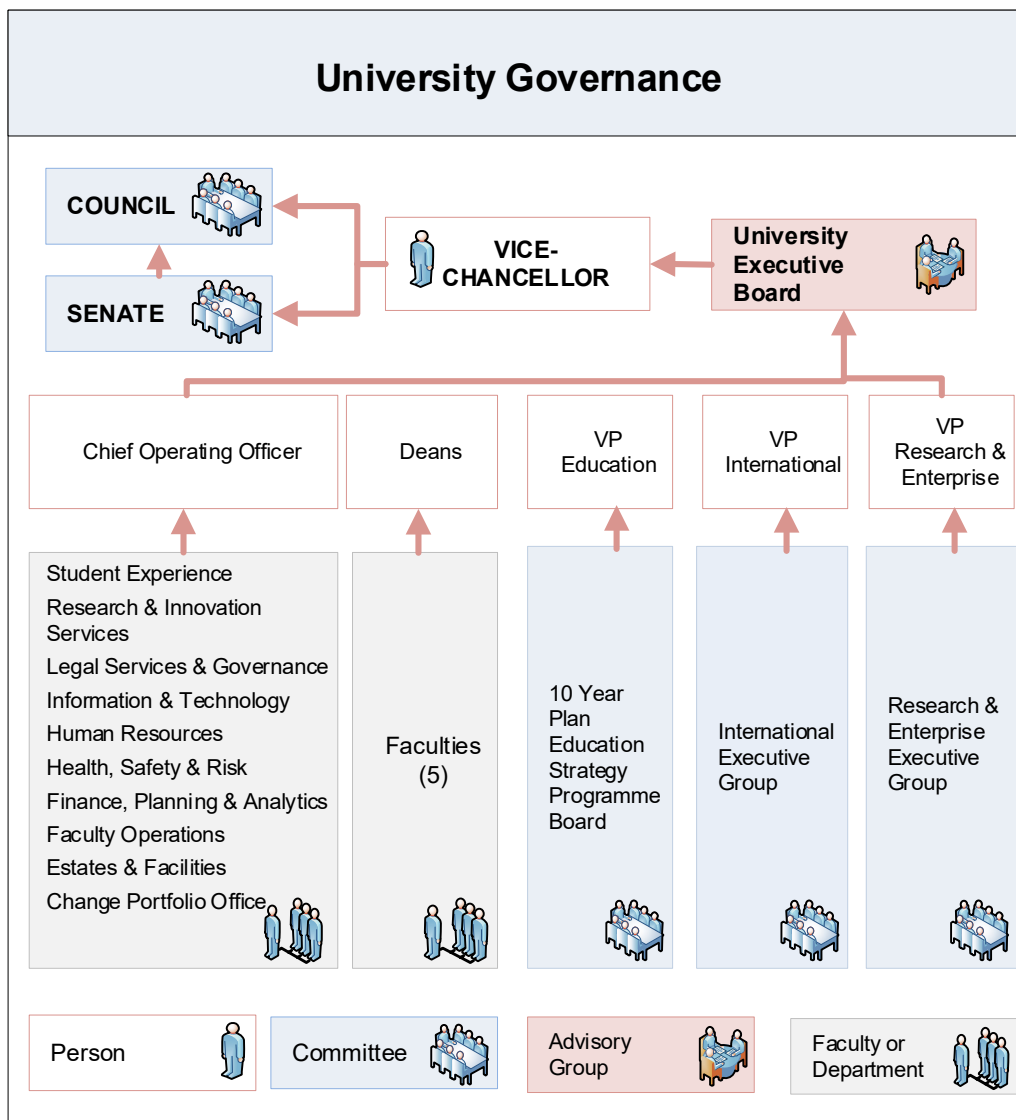 University Governance
COUNCIL
VICE-
CHANCELLOR
University
Executive
Board
SENATE
Chief Operating Officer
Deans
VP
Education
VP
International
VP
Research &
Enterprise
Student Experience
Research & Innovation
Services
Legal Services & Governance
Information & Technology
Human Resources
Health, Safety & Risk
Finance, Planning & Analytics
Faculty Operations
Estates & Facilities
Change Portfolio Office
Faculties
(5)
10 Year
Plan
Education
Strategy
Programme
Board
International
Executive
Group
Research &
Enterprise
Executive
Group
Person
Committee
Advisory
Group
Faculty or
Department